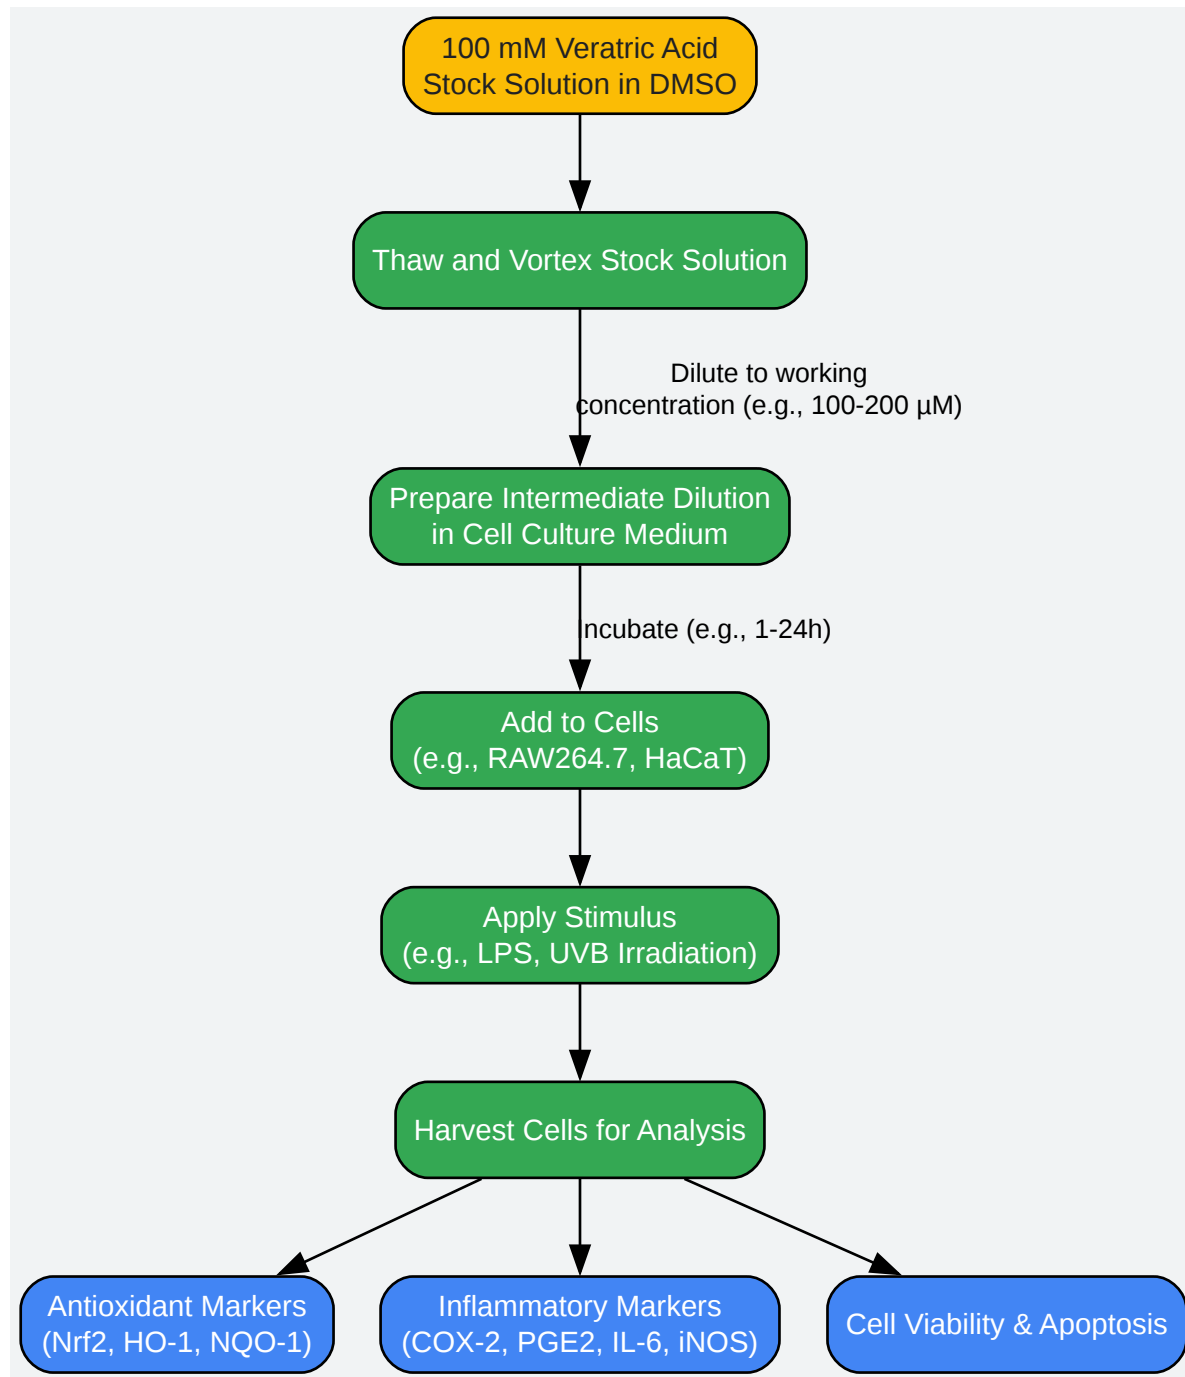 100 mM Veratric Acid
Stock Solution in DMSO
Thaw and Vortex Stock Solution
Dilute to working
concentration (e.g., 100-200 µM)
Prepare Intermediate Dilution
in Cell Culture Medium
Incubate (e.g., 1-24h)
Add to Cells
(e.g., RAW264.7, HaCaT)
Apply Stimulus
(e.g., LPS, UVB Irradiation)
Harvest Cells for Analysis
Antioxidant Markers
(Nrf2, HO-1, NQO-1)
Inflammatory Markers
(COX-2, PGE2, IL-6, iNOS)
Cell Viability & Apoptosis